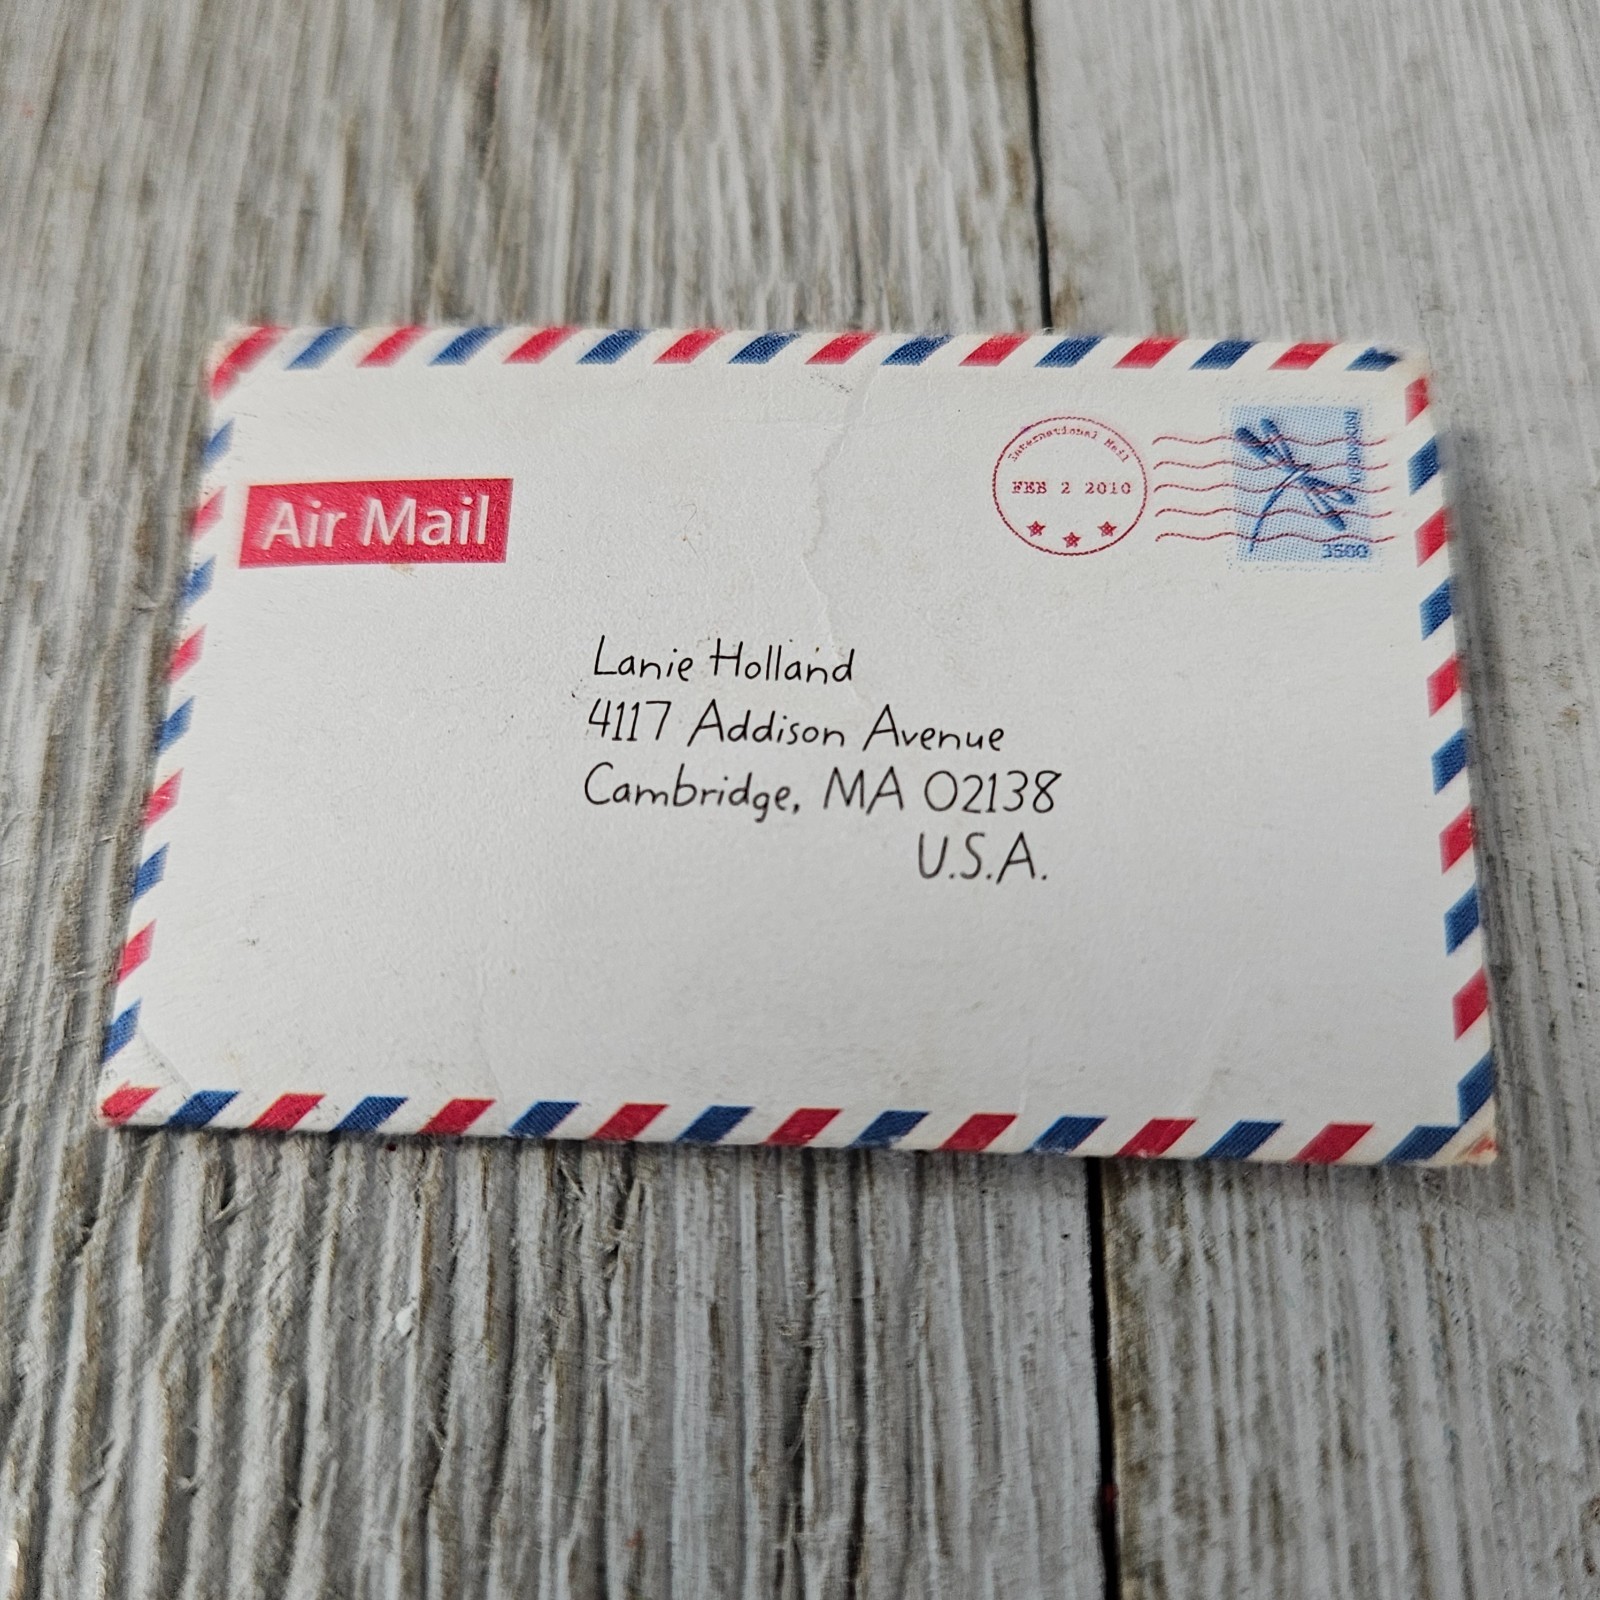 Air Mail
International Mail
FEB 2 2010
INDONESIA
3500
Lanie Holland
4117 Addison Avenue
Cambridge, MA 02138
U.S.A.